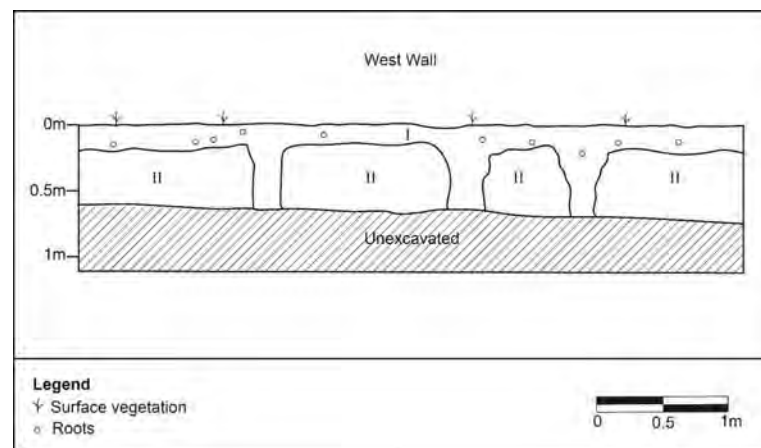 West Wall
0m
I
II II II II
0.5m
Unexcavated
1m
Legend
Surface vegetation
Roots
0 0.5 1m